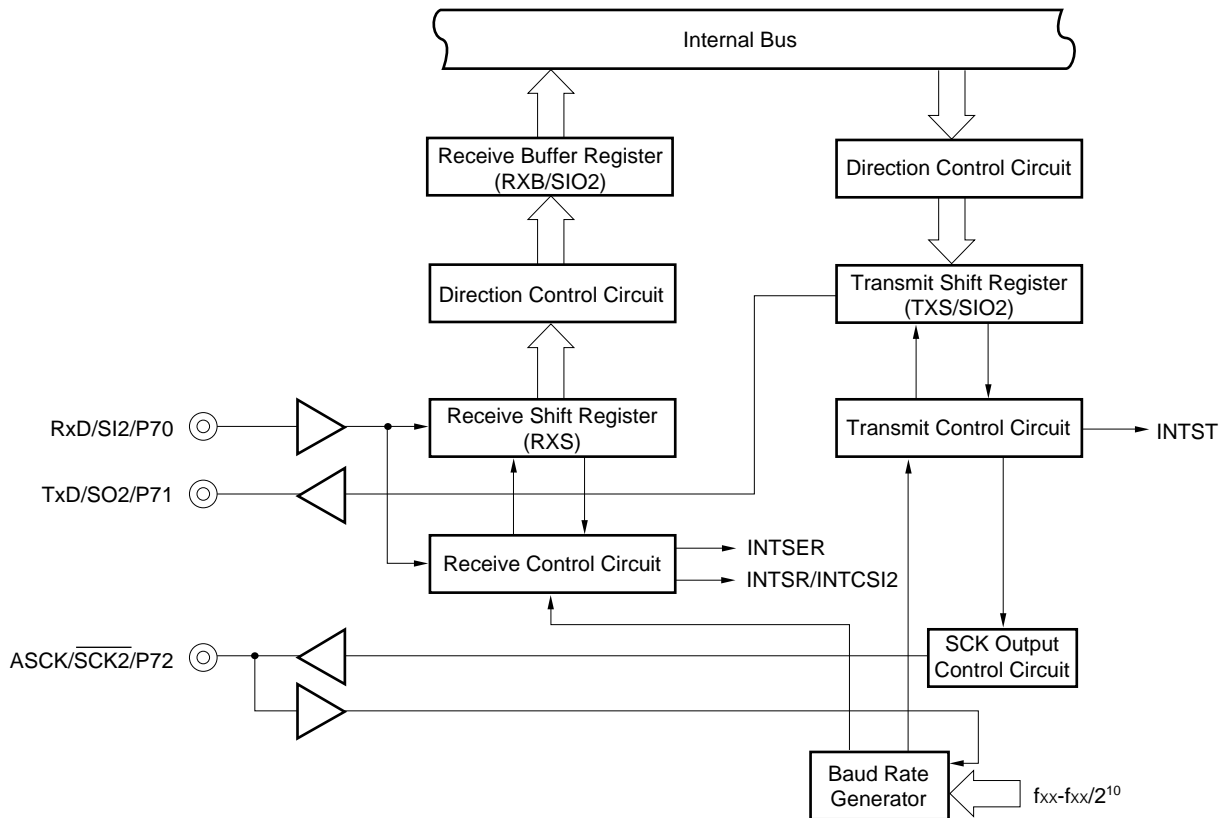 Internal Bus
Receive Buffer Register
(RXB/SIO2)
Direction Control Circuit
Direction Control Circuit
Transmit Shift Register
(TXS/SIO2)
RxD/SI2/P70
Receive Shift Register
(RXS)
Transmit Control Circuit
INTST
TxD/SO2/P71
Receive Control Circuit
INTSER
INTSR/INTCSI2
ASCK/S̅C̅K̅2̅/P72
SCK Output
Control Circuit
Baud Rate
Generator
fxx-fxx/2¹⁰